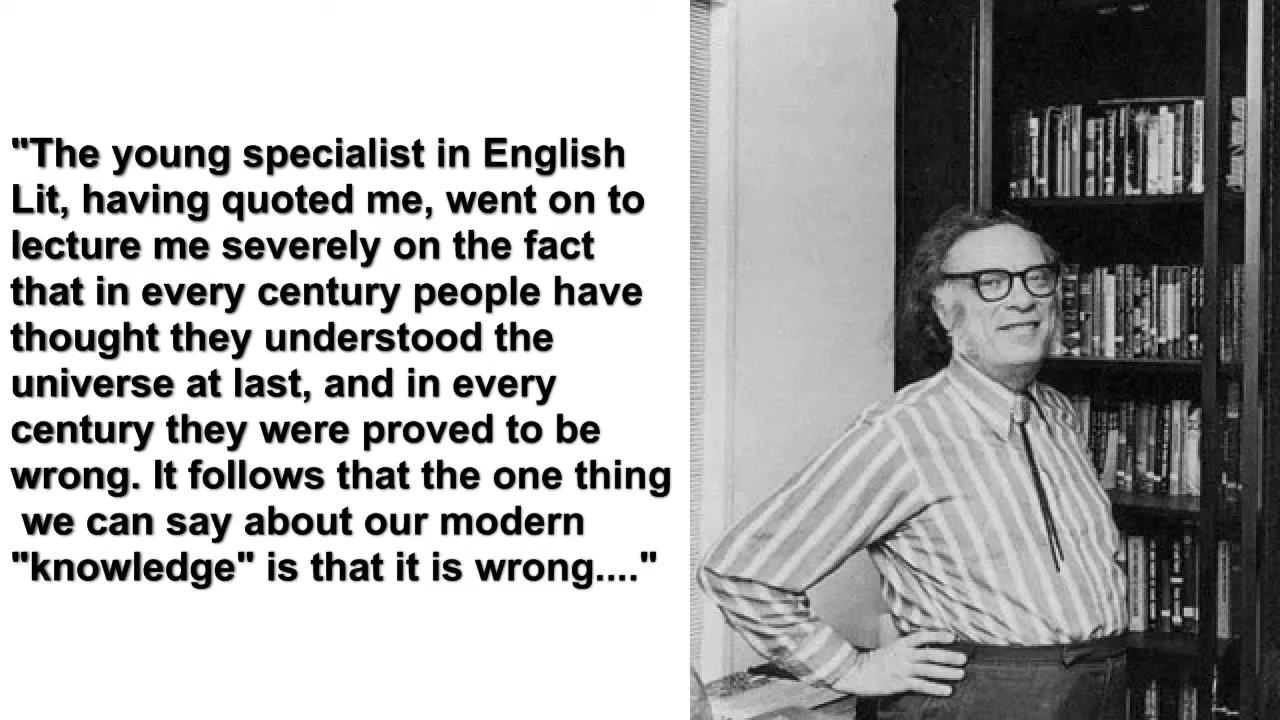 "The young specialist in English
Lit, having quoted me, went on to
lecture me severely on the fact
that in every century people have
thought they understood the
universe at last, and in every
century they were proved to be
wrong. It follows that the one thing
we can say about our modern
"knowledge" is that it is wrong...."